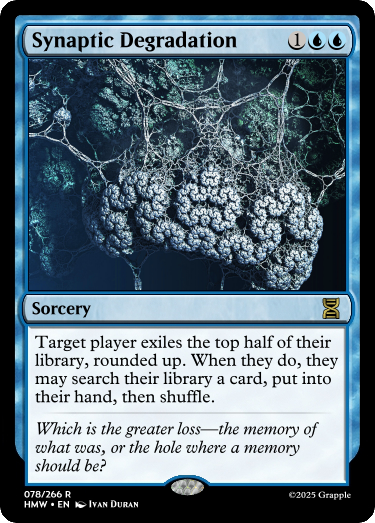 Synaptic Degradation 1
Sorcery
Target player exiles the top half of their
library, rounded up. When they do, they
may search their library a card, put into
their hand, then shuffle.
Which is the greater loss—the memory of
what was, or the hole where a memory
should be?
078/266 R
HMW • EN Ivan Duran
©2025 Grapple